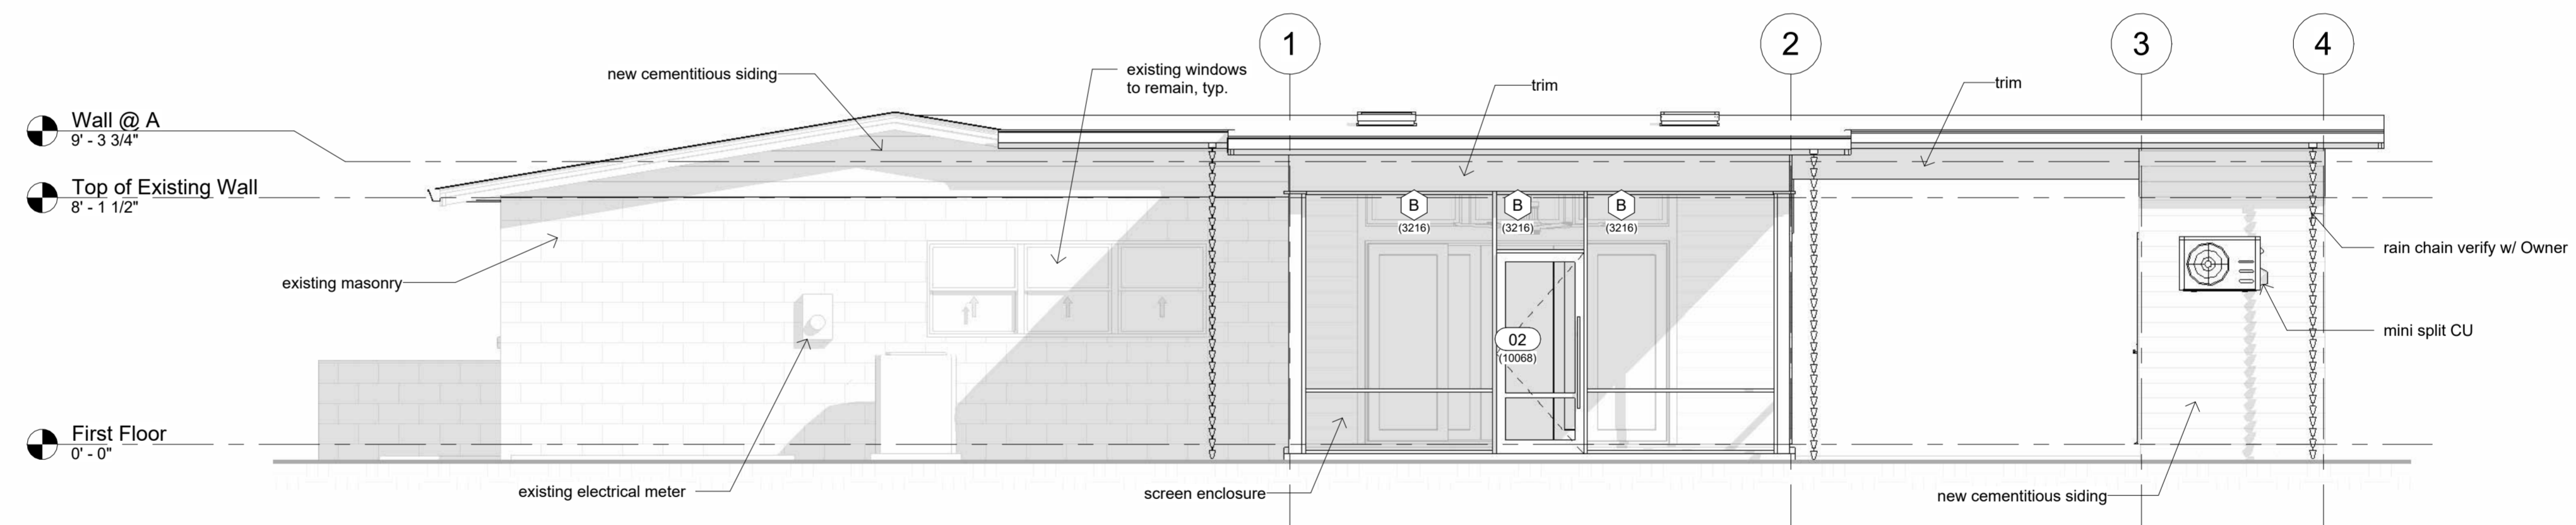 1
2
3
4
new cementitious siding
existing windows
to remain, typ.
trim
trim
Wall @ A
9' - 3 3/4"
Top of Existing Wall
8' - 1 1/2"
B
(3216)
B
(3216)
B
(3216)
rain chain verify w/ Owner
existing masonry
mini split CU
02
(10068)
First Floor
0' - 0"
existing electrical meter
screen enclosure
new cementitious siding